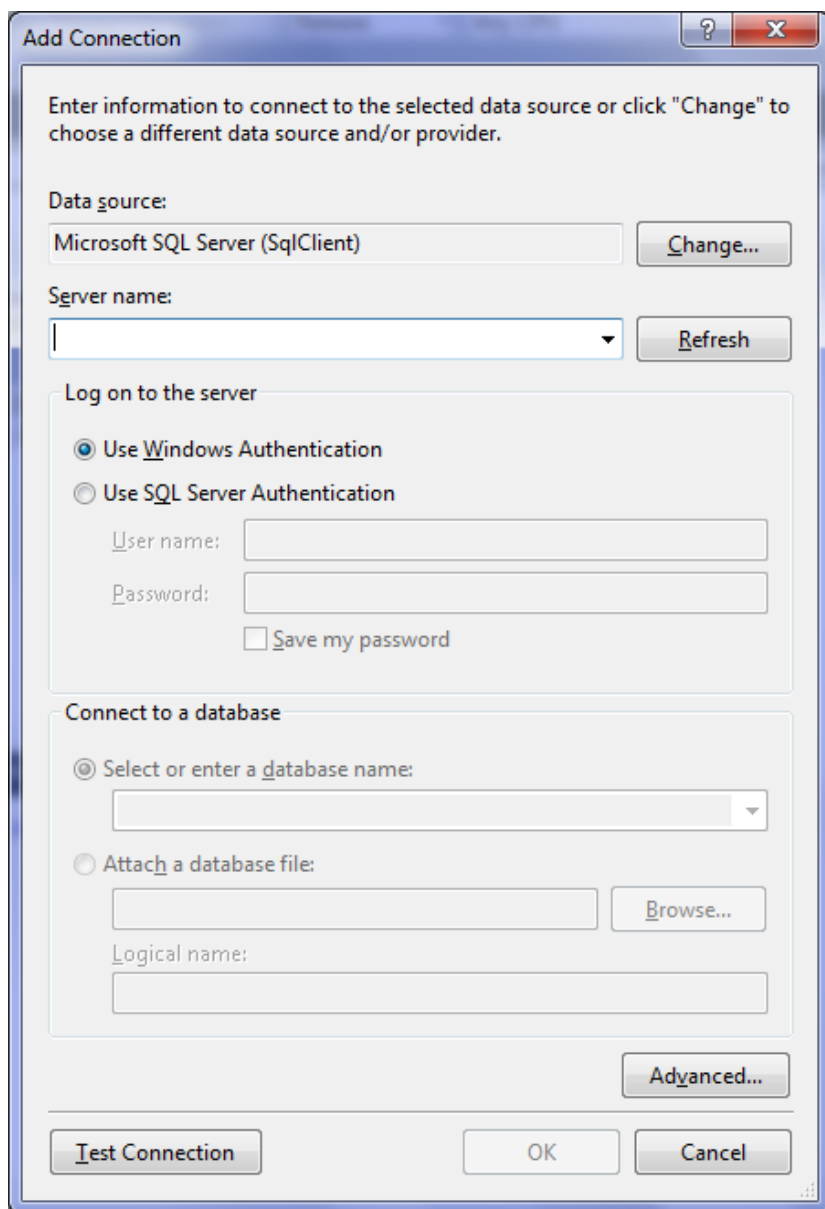 Add Connection
?
Enter information to connect to the selected data source or click "Change" to
choose a different data source and/or provider.
Data source:
Microsoft SQL Server (SqlClient)
Change...
Server name:
Refresh
Log on to the server
Use Windows Authentication
Use SQL Server Authentication
User name:
Password:
Save my password
Connect to a database
Select or enter a database name:
Attach a database file:
Browse...
Logical name:
Advanced...
Test Connection
OK
Cancel